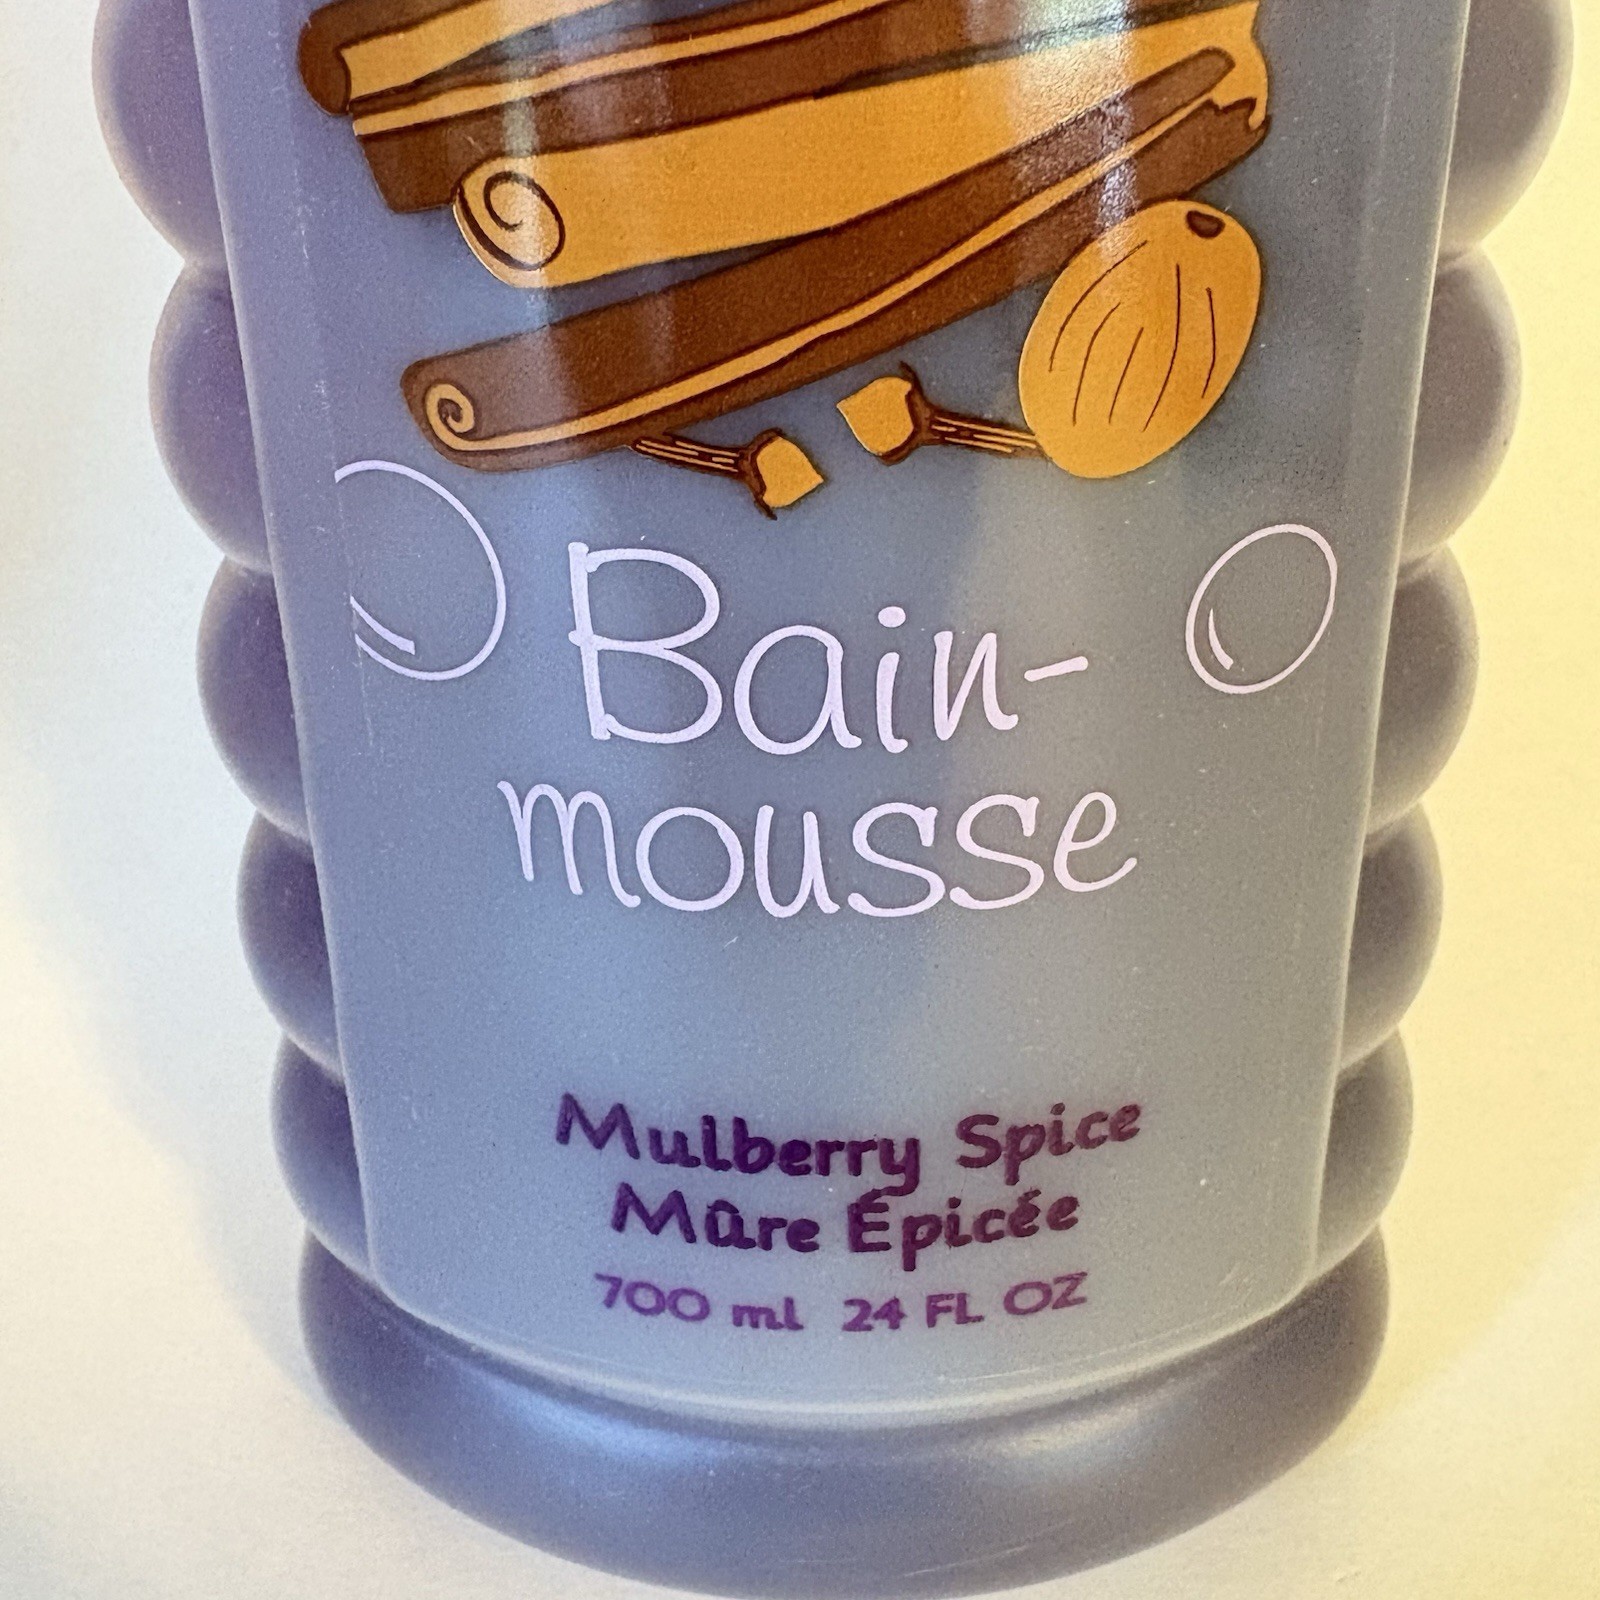 Bain-
mousse
Mulberry Spice
Mûre Épicée
700 ml 24 FL OZ